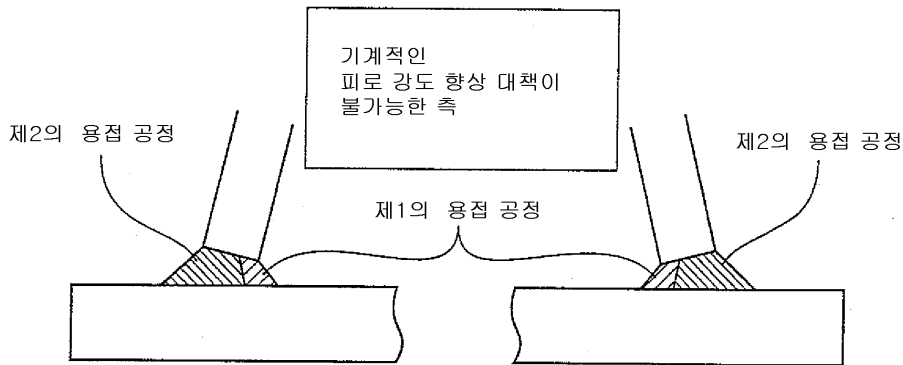 기계적인
피로 강도 향상 대책이
불가능한 측
제2의 용접 공정
제2의 용접 공정
제1의 용접 공정